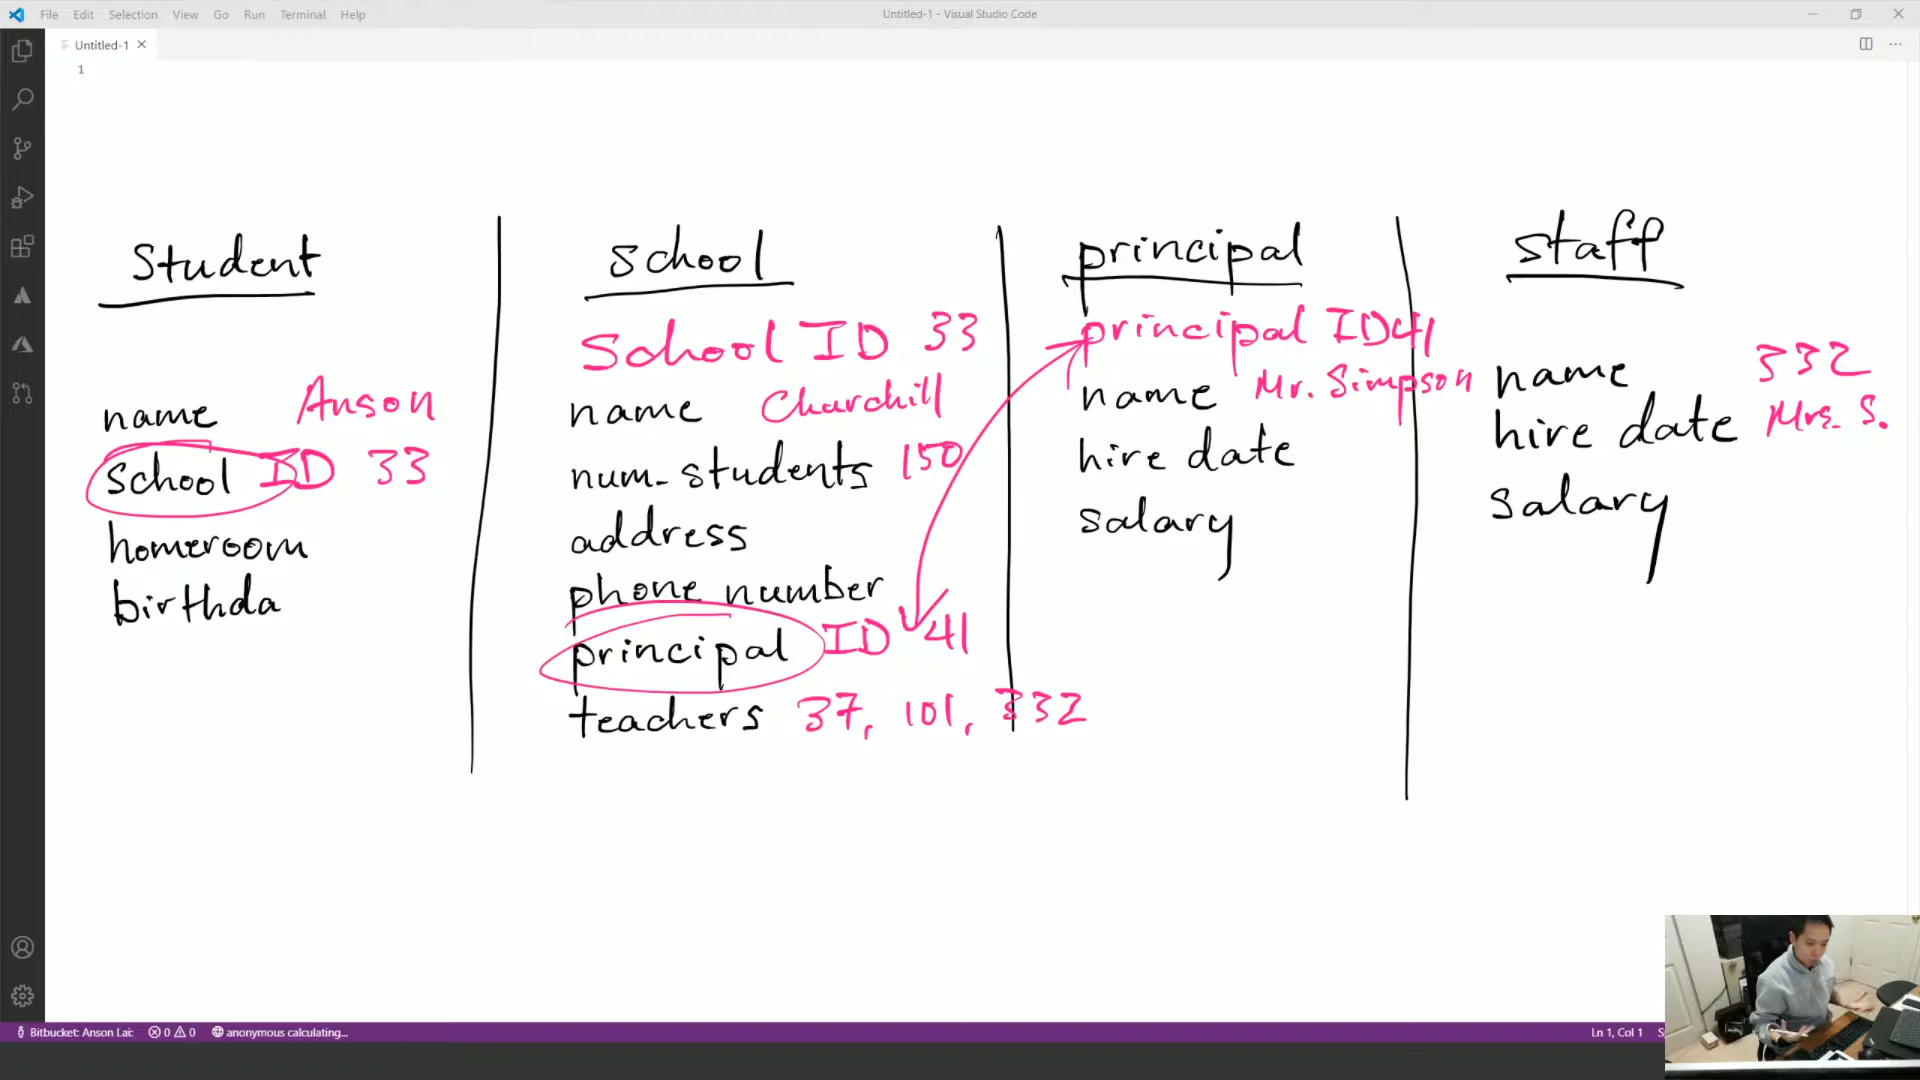 File Edit Selection View Go Run Terminal Help
Untitled-1 - Visual Studio Code
Untitled-1
1
Student
name Anson
school ID 33
homeroom
birthda
school
School ID 33
name Churchill
num_students 150
address
phone number
principal ID 41
teachers 37, 101, 332
principal
principal ID 41
name Mr. Simpson
hire date
salary
staff
332
name
hire date Mrs. S.
salary
Bitbucket: Anson Lai: 0 0 anonymous calculating...
Ln 1, Col 1